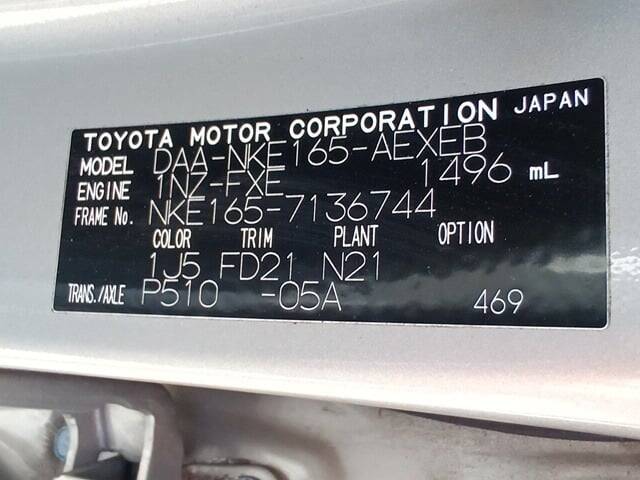 TOYOTA MOTOR CORPORATION JAPAN
MODEL DAA-NKE165-AEXEB
ENGINE 1NZ-FXE 1496 mL
FRAME No. NKE165-7136744
COLOR TRIM PLANT OPTION
1J5 FD21 N21
TRANS./AXLE P510 -05A 469